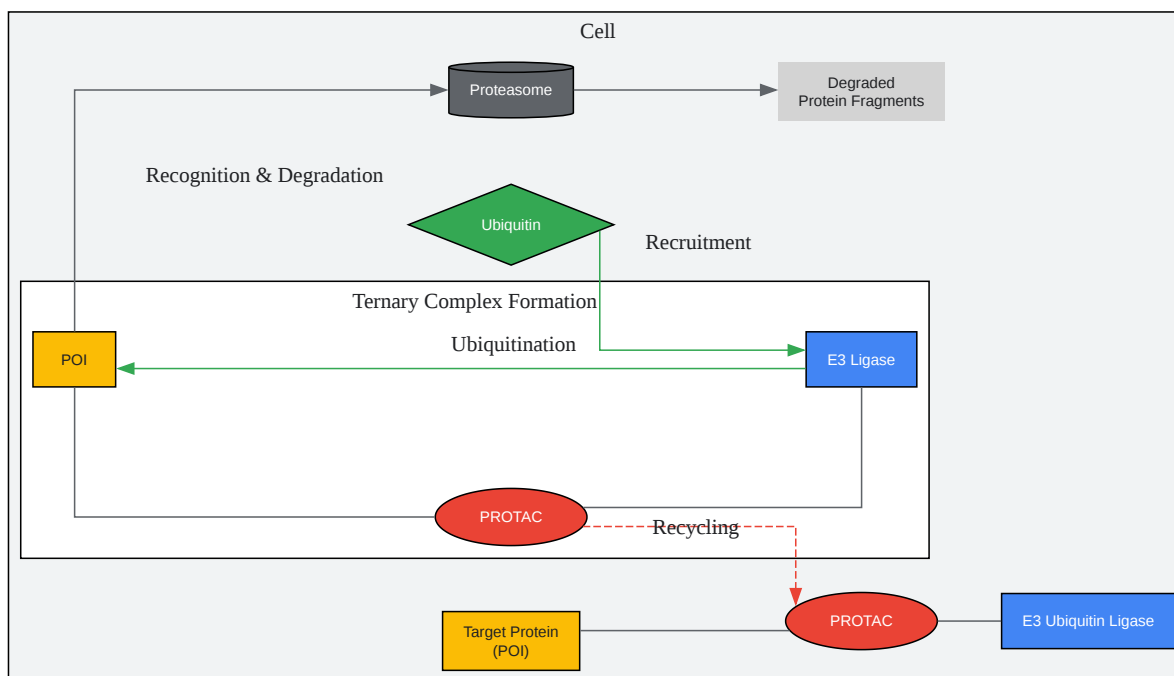 Cell
Proteasome
Degraded
Protein Fragments
Recognition & Degradation
Ubiquitin
Recruitment
Ternary Complex Formation
Ubiquitination
POI
E3 Ligase
PROTAC
Recycling
Target Protein
(POI)
PROTAC
E3 Ubiquitin Ligase